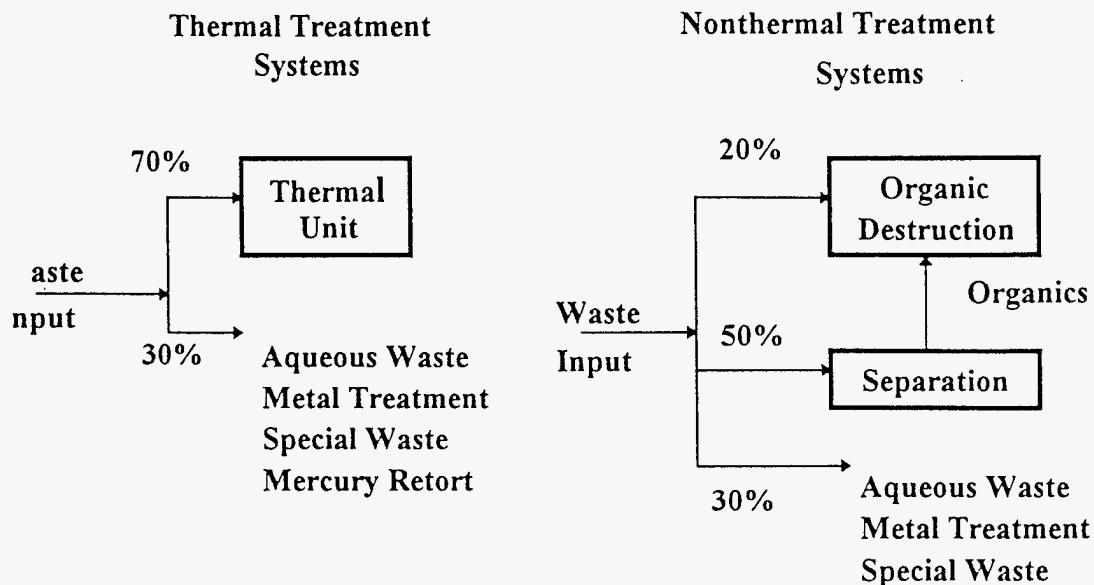 Thermal Treatment
Systems
70%
Thermal
Unit
aste
nput
30%
Aqueous Waste
Metal Treatment
Special Waste
Mercury Retort
Nonthermal Treatment
Systems
20%
Organic
Destruction
Organics
Waste
Input
50%
Separation
30%
Aqueous Waste
Metal Treatment
Special Waste